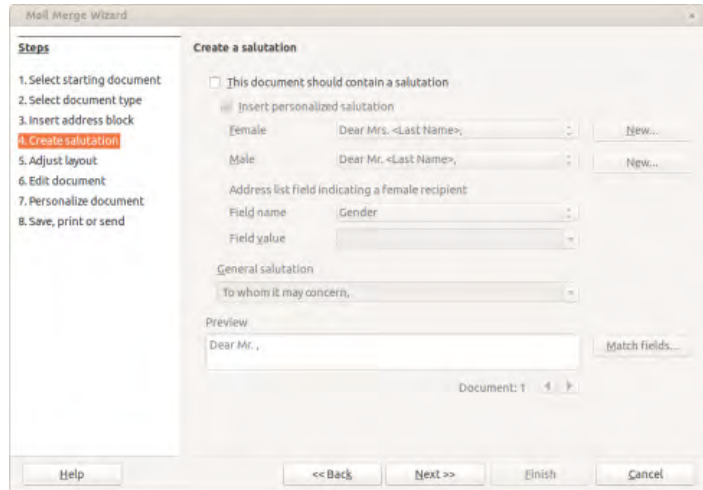 Mail Merge Wizard
Steps
1. Select starting document
2. Select document type
3. Insert address block
4. Create salutation
5. Adjust layout
6. Edit document
7. Personalize document
8. Save, print or send
Create a salutation
This document should contain a salutation
Insert personalized salutation
Female Dear Mrs. <Last Name>, New...
Male Dear Mr. <Last Name>, New...
Address list field indicating a female recipient
Field name Gender
Field value
General salutation
To whom it may concern,
Preview
Dear Mr. , Match fields...
Document: 1
Help << Back Next >> Finish Cancel